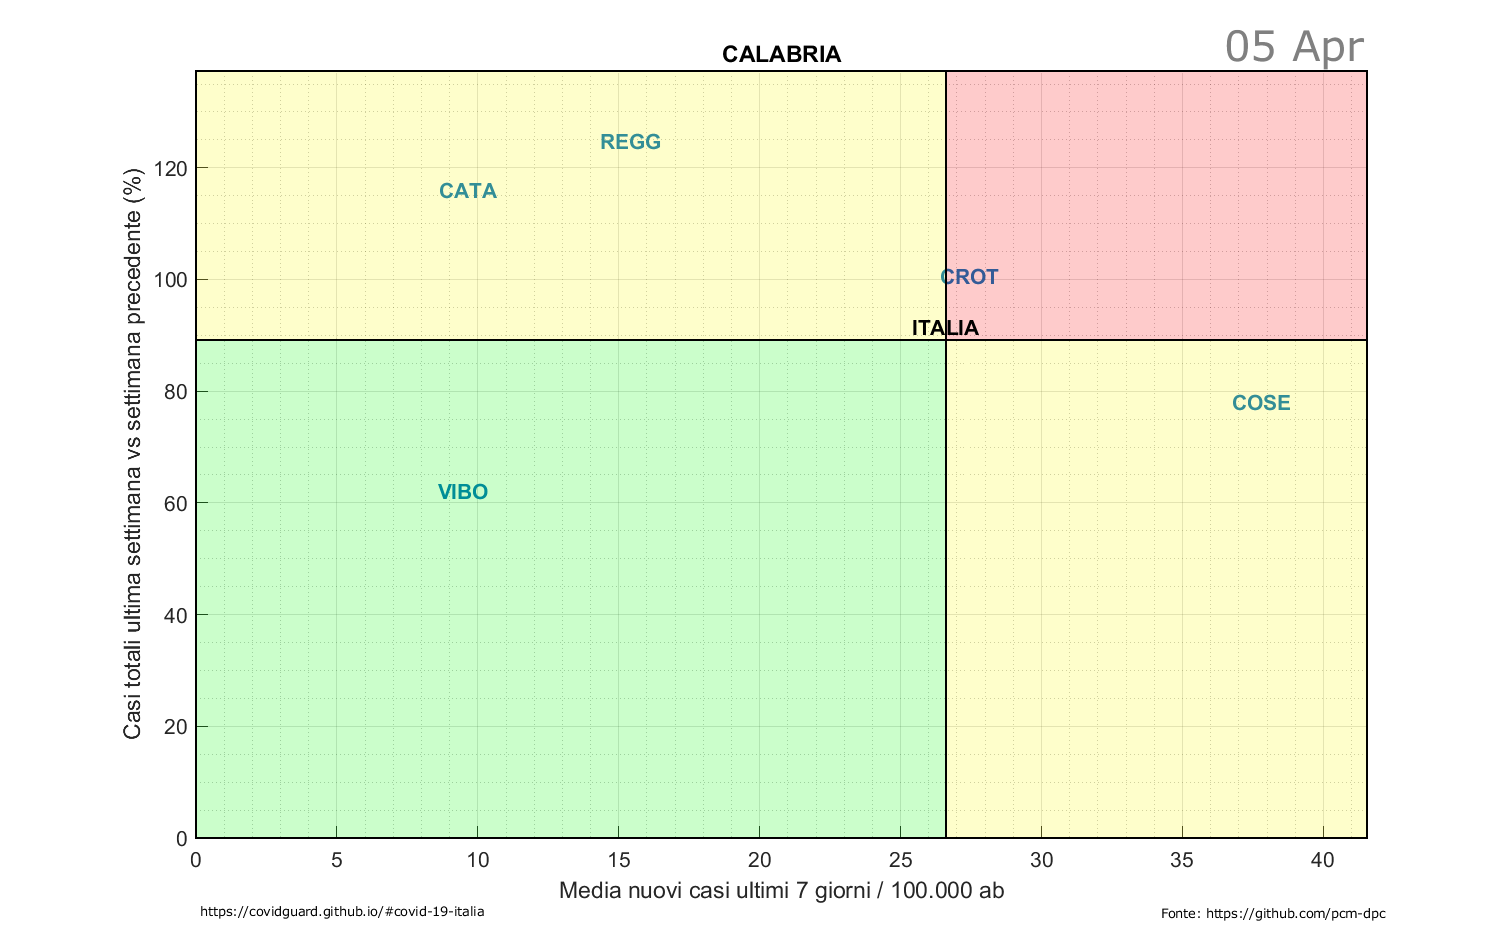 05 Apr
CALABRIA
Casi totali ultima settimana vs settimana precedente (%)
120
100
80
60
40
20
0
REGG
CATA
CROT
ITALIA
COSE
VIBO
0 5 10 15 20 25 30 35 40
Media nuovi casi ultimi 7 giorni / 100.000 ab
https://covidguard.github.io/#covid-19-italia
Fonte: https://github.com/pcm-dpc